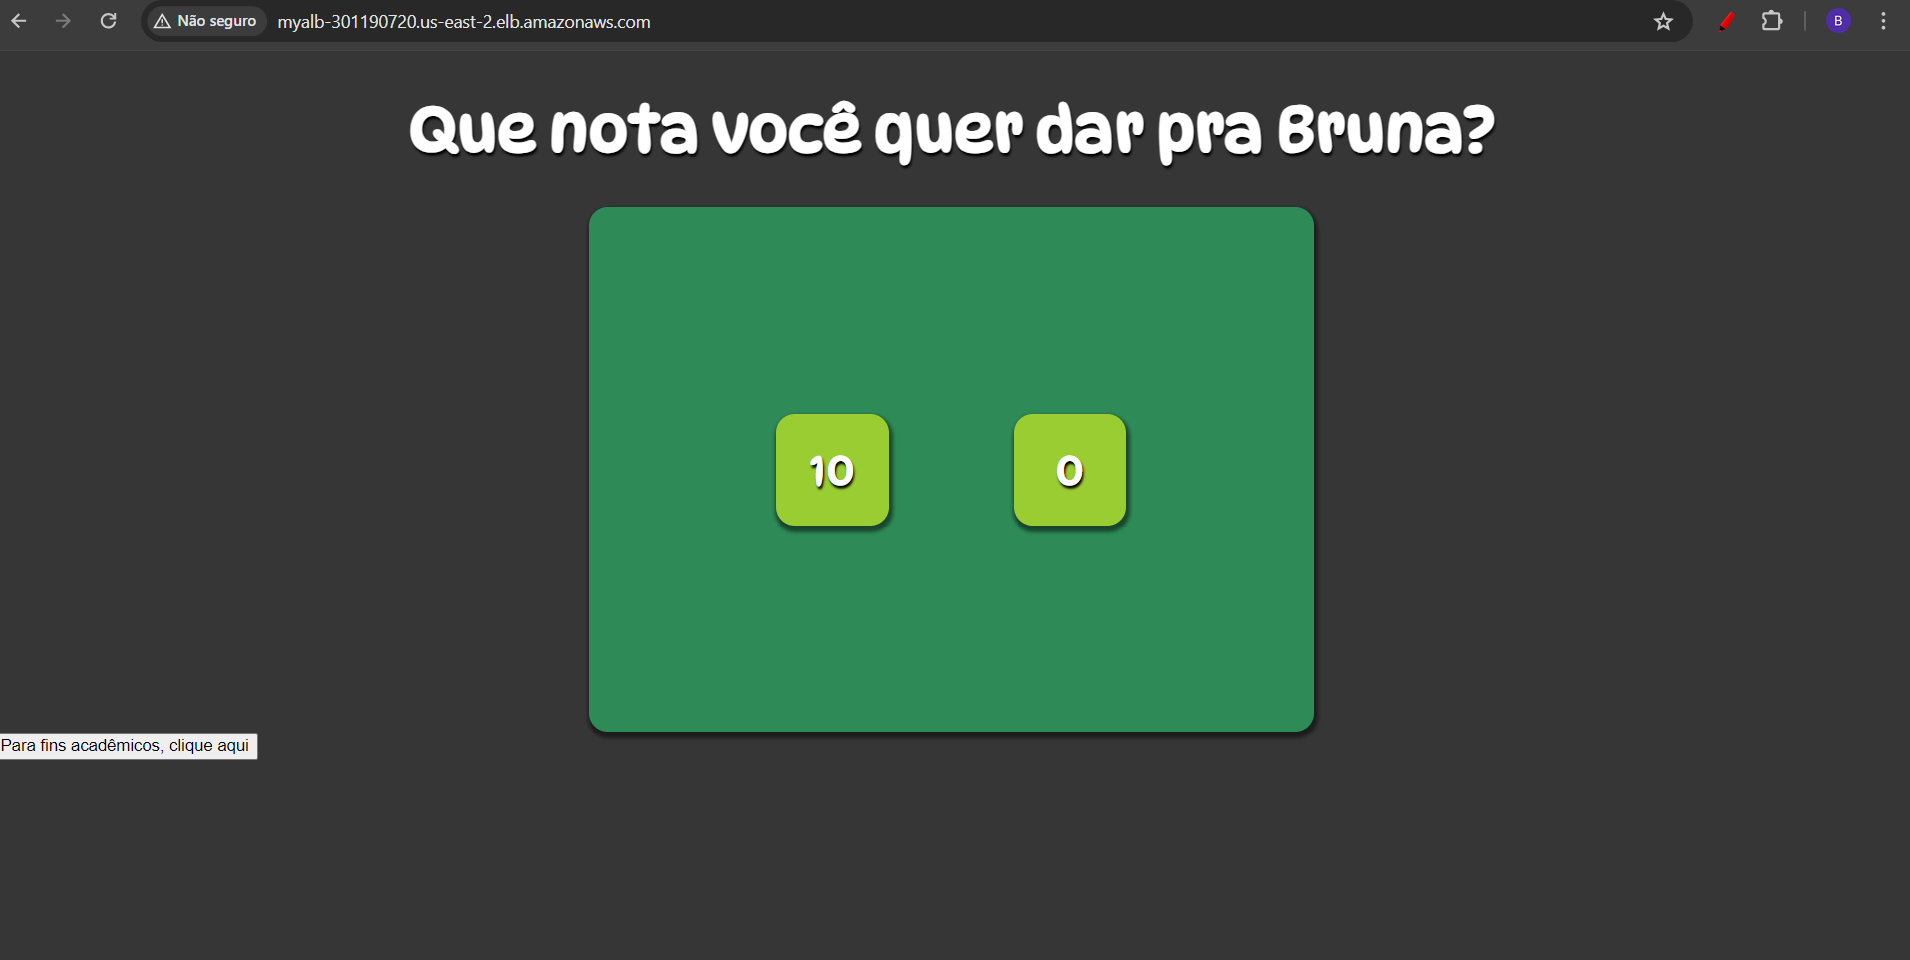 Não seguro
myalb-301190720.us-east-2.elb.amazonaws.com
B
Que nota você quer dar pra Bruna?
10
0
Para fins acadêmicos, clique aqui